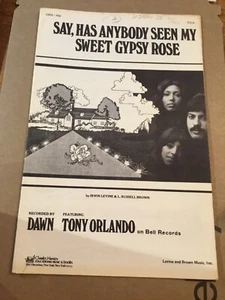 SAY, HAS ANYBODY SEEN MY
SWEET GYPSY ROSE
by IRWIN LEVINE & L. RUSSELL BROWN
RECORDED BY
FEATURING
DAWN TONY ORLANDO on Bell Records
Levine and Brown Music, Inc.